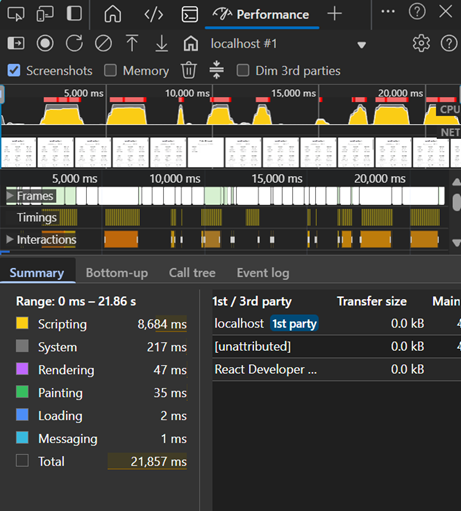 Performance
localhost #1
Screenshots Memory Dim 3rd parties
5,000 ms 10,000 ms 15,000 ms 20,000 ms
CPU
NET
5,000 ms 10,000 ms 15,000 ms 20,000 ms
Frames
Timings
Interactions
Summary Bottom-up Call tree Event log
Range: 0 ms – 21.86 s
Scripting 8,684 ms
System 217 ms
Rendering 47 ms
Painting 35 ms
Loading 2 ms
Messaging 1 ms
Total 21,857 ms
1st / 3rd party Transfer size Main
localhost 1st party 0.0 kB 4
[unattributed] 0.0 kB 4
React Developer ... 0.0 kB